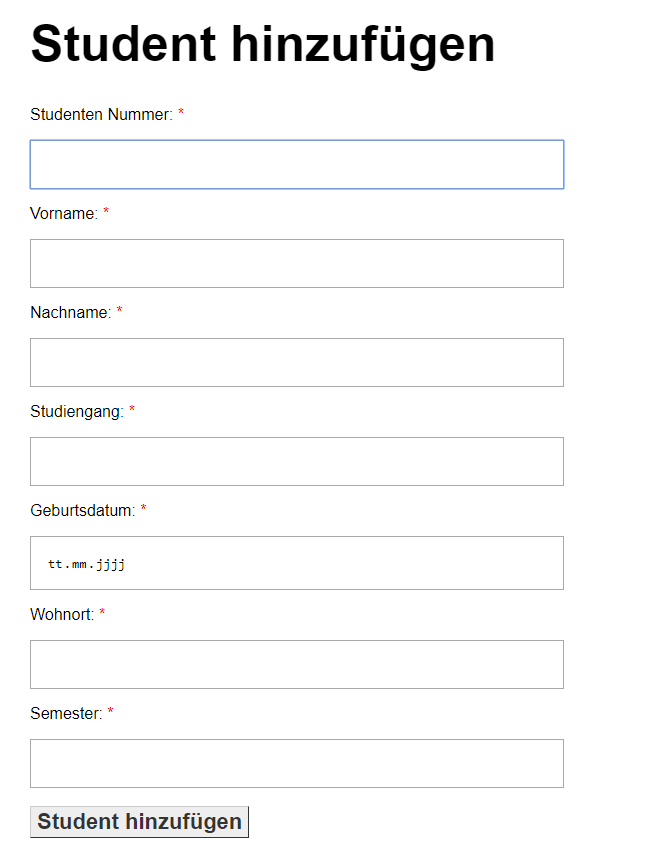 Student hinzufügen
Studenten Nummer: *
Vorname: *
Nachname: *
Studiengang: *
Geburtsdatum: *
tt.mm.jjjj
Wohnort: *
Semester: *
Student hinzufügen